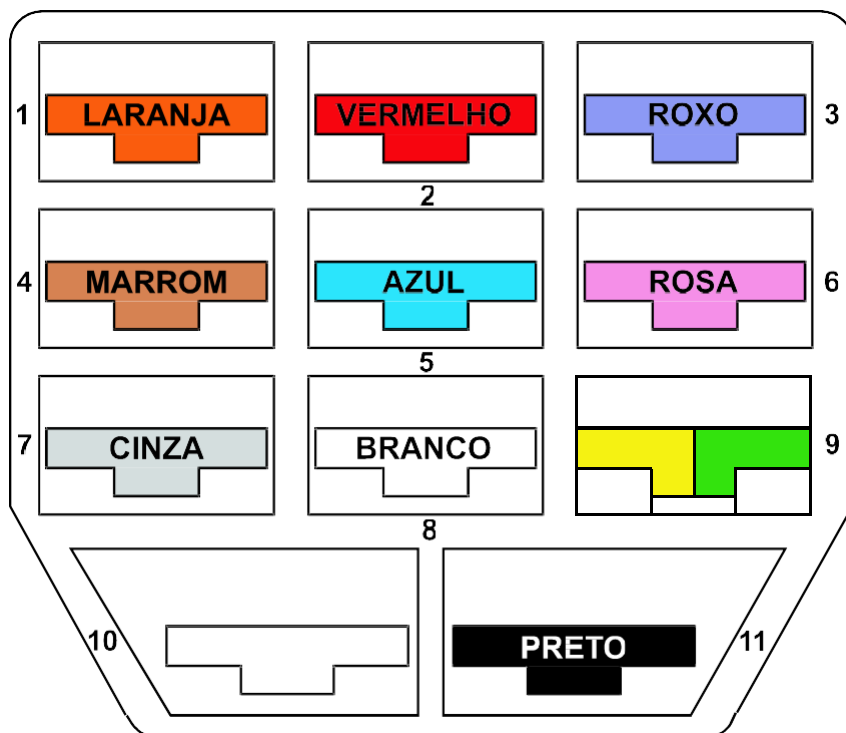 1 LARANJA VERMELHO ROXO 3
2
4 MARROM AZUL ROSA 6
5
7 CINZA BRANCO 9
8
10 PRETO 11